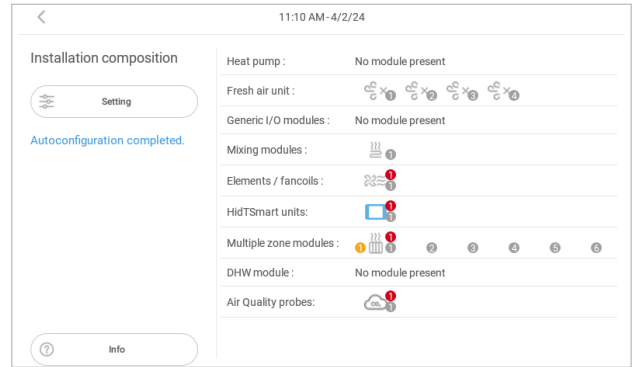 11:10 AM-4/2/24
Installation composition
Setting
Autoconfiguration completed.
Info
Heat pump : No module present
Fresh air unit : 1 2 3 4
Generic I/O modules : No module present
Mixing modules : 1
Elements / fancoils : 1 1
HidTSmart units: 1 1
Multiple zone modules : 1 1 1 2 3 4 5 6
DHW module : No module present
Air Quality probes: CO₂ 1 1